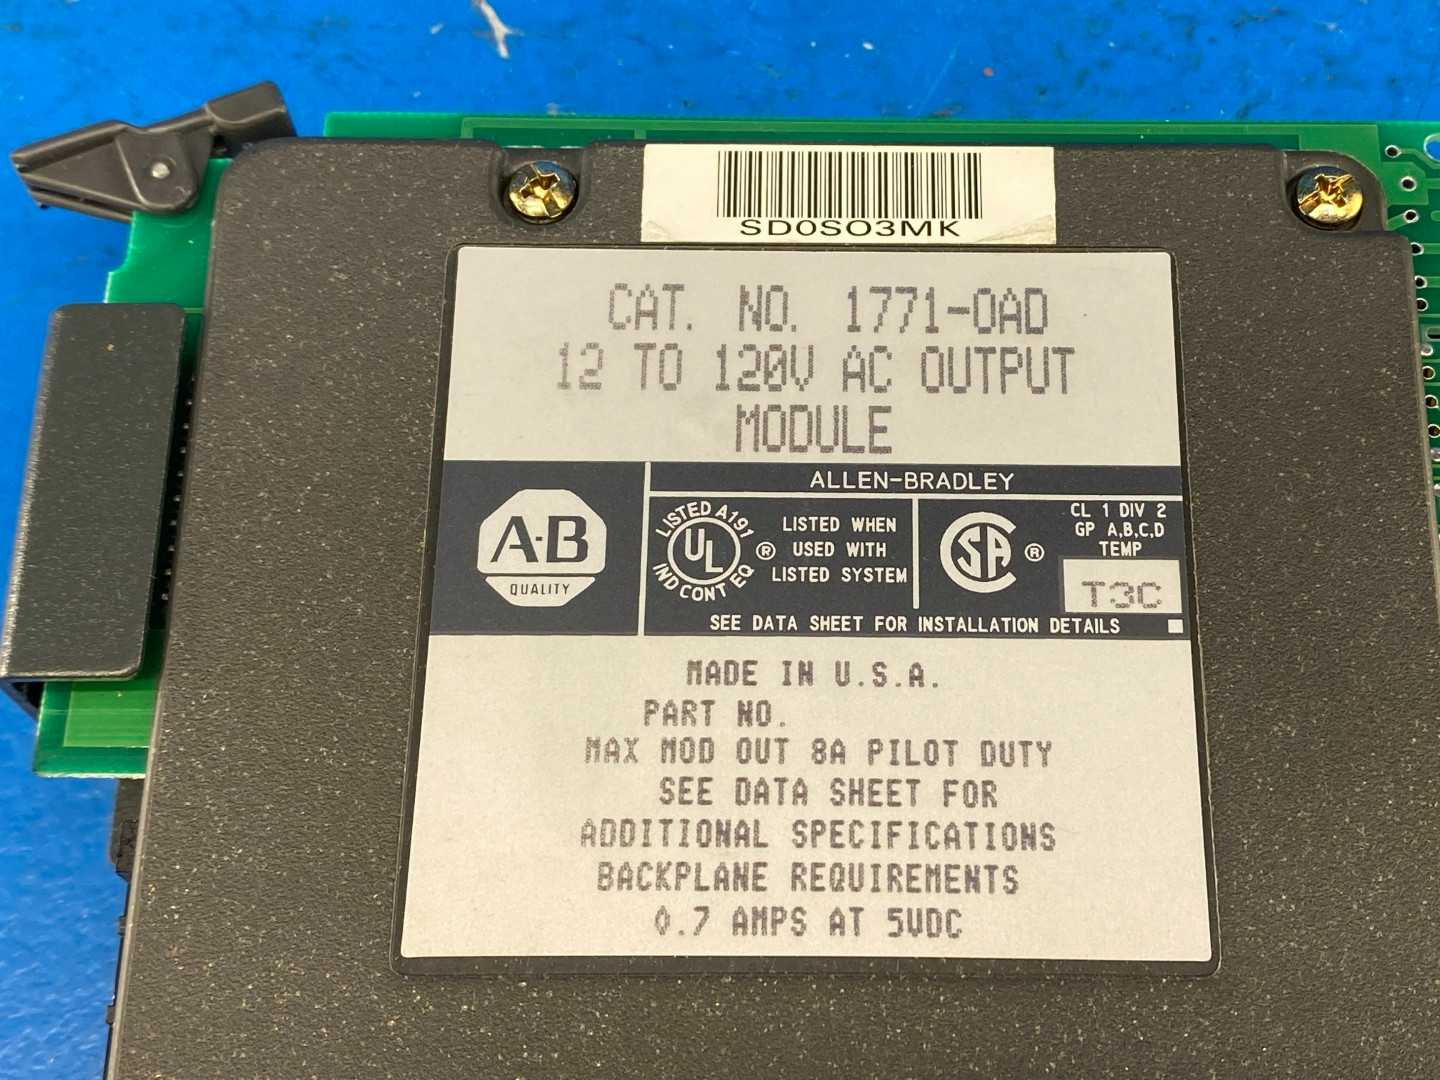 SD0SO3MK
CAT. NO. 1771-OAD
12 TO 120V AC OUTPUT
MODULE
ALLEN-BRADLEY
A-B
QUALITY
LISTED A191
UL
IND CONT EQ
®
LISTED WHEN
USED WITH
LISTED SYSTEM
SA
®
CL 1 DIV 2
GP A,B,C,D
TEMP
T3C
SEE DATA SHEET FOR INSTALLATION DETAILS
MADE IN U.S.A.
PART NO.
MAX MOD OUT 8A PILOT DUTY
SEE DATA SHEET FOR
ADDITIONAL SPECIFICATIONS
BACKPLANE REQUIREMENTS
0.7 AMPS AT 5VDC